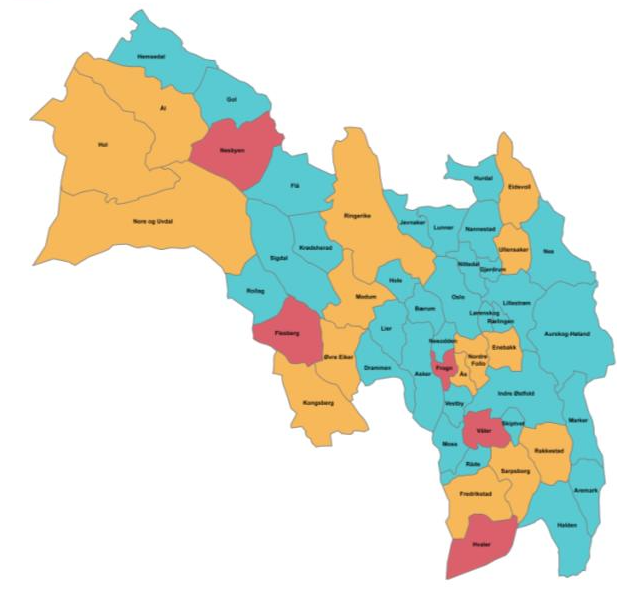 Hemsedal
Gol
Ål
Hol
Nesbyen
Flå
Nore og Uvdal
Ringerike
Krødsherad
Sigdal
Rollag
Modum
Hole
Flesberg
Øvre Eiker
Kongsberg
Lier
Drammen
Jevnaker
Lunner
Hurdal
Eidsvoll
Nannestad
Ullensaker
Nes
Nittedal
Gjerdrum
Oslo
Bærum
Lillestrøm
Lørenskog
Rælingen
Aurskog-Høland
Nesodden
Enebakk
Nordre
Follo
Ås
Frogn
Asker
Vestby
Indre Østfold
Skiptvet
Våler
Marker
Moss
Rakkestad
Råde
Sarpsborg
Fredrikstad
Aremark
Halden
Hvaler